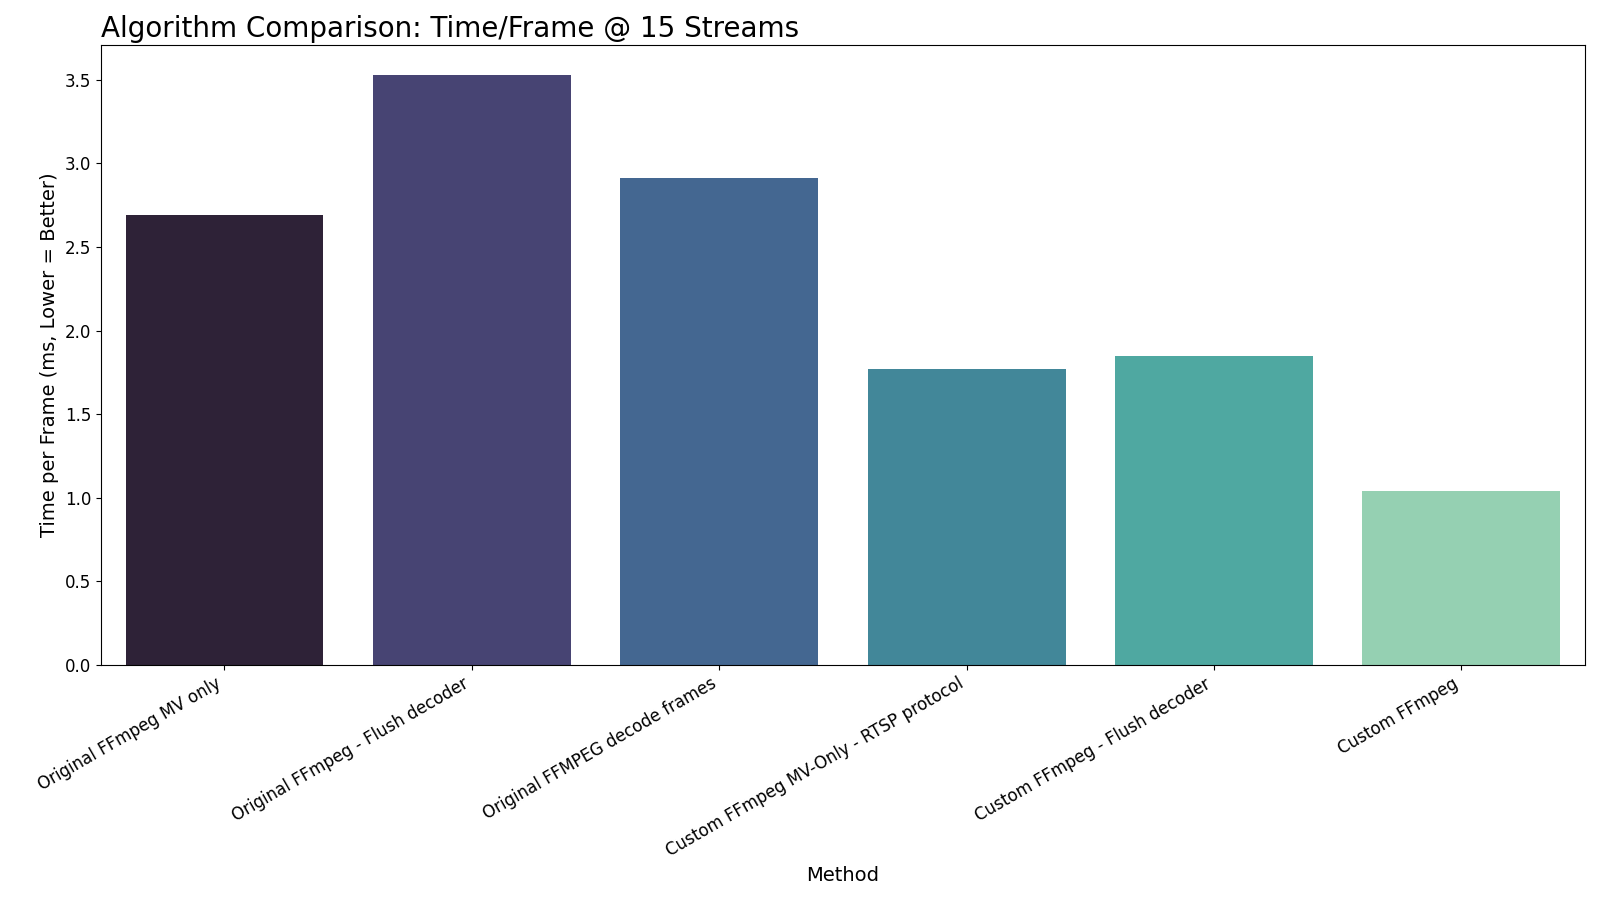 Algorithm Comparison: Time/Frame @ 15 Streams
Time per Frame (ms, Lower = Better)
3.5
3.0
2.5
2.0
1.5
1.0
0.5
0.0
Original FFmpeg MV only
Original FFmpeg - Flush decoder
Original FFMPEG decode frames
Custom FFmpeg MV-Only - RTSP protocol
Custom FFmpeg - Flush decoder
Custom FFmpeg
Method